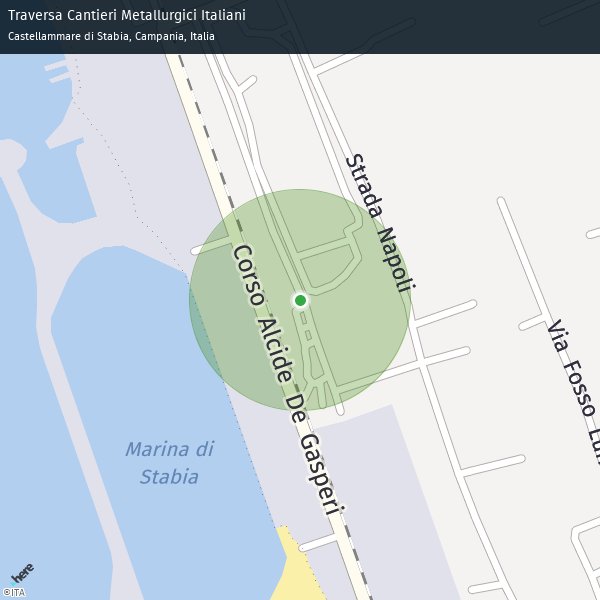 Traversa Cantieri Metallurgici Italiani
Castellammare di Stabia, Campania, Italia
Strada Napoli
Corso Alcide De Gasperi
Via Fosso
Marina di
Stabia
here
©ITA